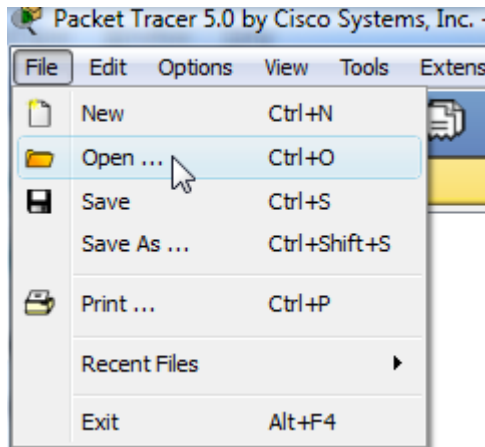 Packet Tracer 5.0 by Cisco Systems, Inc. -
File Edit Options View Tools Extens
New Ctrl+N
Open ... Ctrl+O
Save Ctrl+S
Save As ... Ctrl+Shift+S
Print ... Ctrl+P
Recent Files
Exit Alt+F4